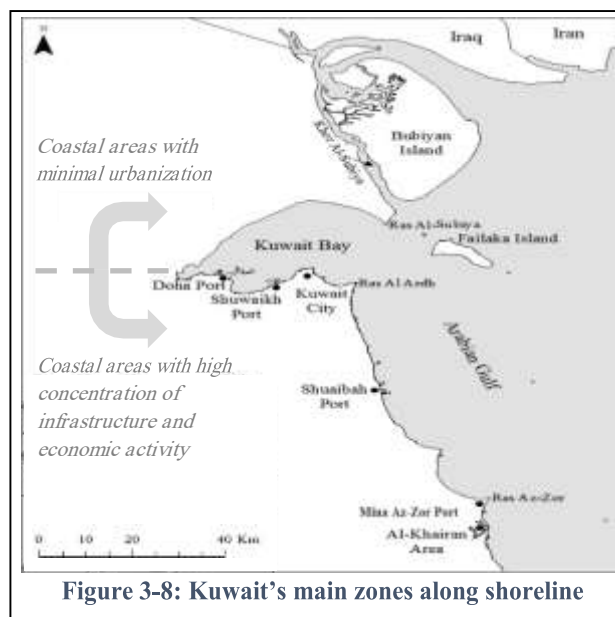 N
Iraq
Iran
Coastal areas with
minimal urbanization
Khor Al-Sabiya
Bubiyan
Island
Ras Al-Subiya
Failaka Island
Kuwait Bay
Doha Port
Shuwaikh
Port
Kuwait
City
Ras Al Ardh
Arabian Gulf
Coastal areas with high
concentration of
infrastructure and
economic activity
Shuaibah
Port
Ras Az-Zor
Mina Az-Zor Port
Al-Khairan
Area
20 Km
0 20 40
Figure 3-8: Kuwait's main zones along shoreline